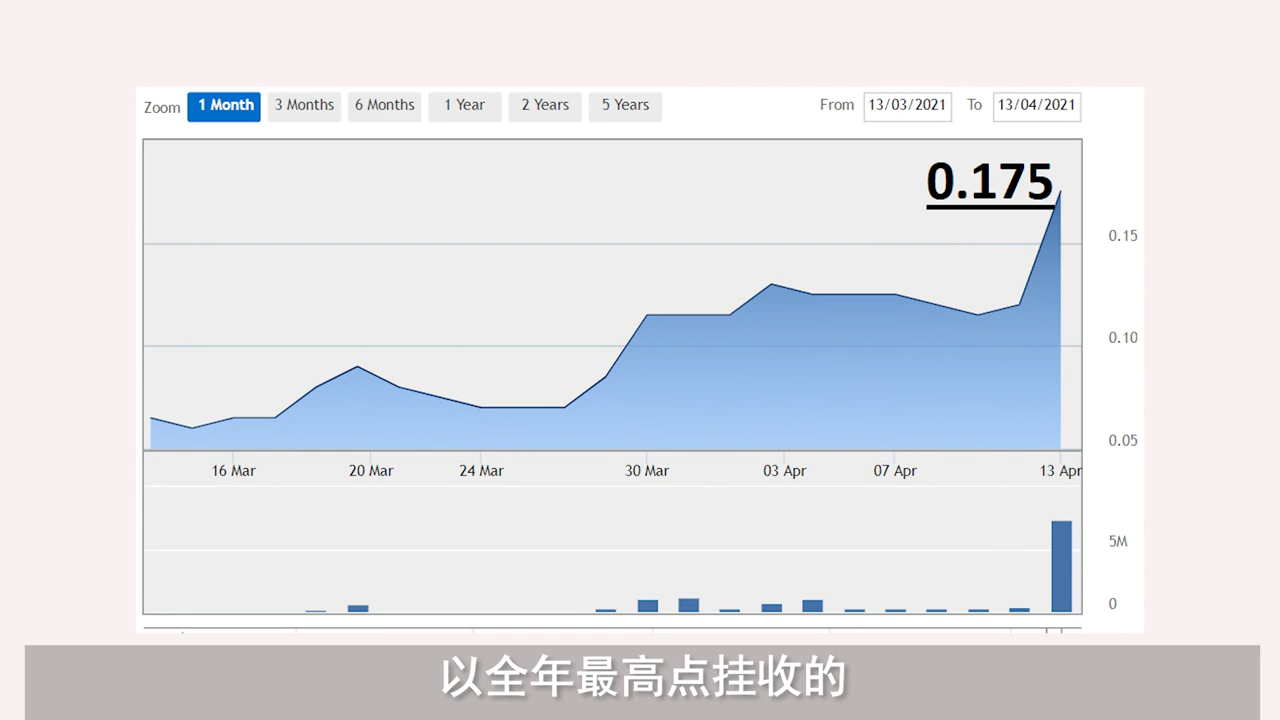 Zoom 1 Month 3 Months 6 Months 1 Year 2 Years 5 Years From 13/03/2021 To 13/04/2021
0.175
0.15
0.10
0.05
16 Mar 20 Mar 24 Mar 30 Mar 03 Apr 07 Apr 13 Apr
5M
0
以全年最高点挂收的